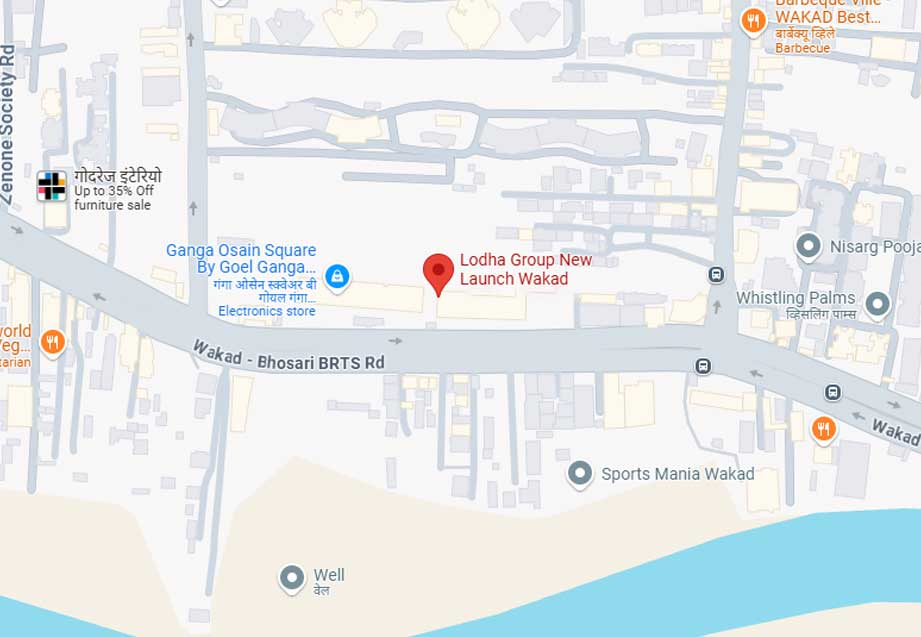 Barbeque Ville -
WAKAD Best...
बार्बेक्यू व्हिले
Barbecue
Zenone Society Rd
गोदरेज इंटेरियो
Up to 35% Off
furniture sale
Ganga Osain Square
By Goel Ganga...
गंगा ओसेन स्क्वेअर बी
गोयल गंगा...
Electronics store
Lodha Group New
Launch Wakad
Nisarg Pooja
Whistling Palms
व्हिसलिंग पाम्स
world
Veg...
tarian
Wakad - Bhosari BRTS Rd
Wakad
Sports Mania Wakad
Well
वेल